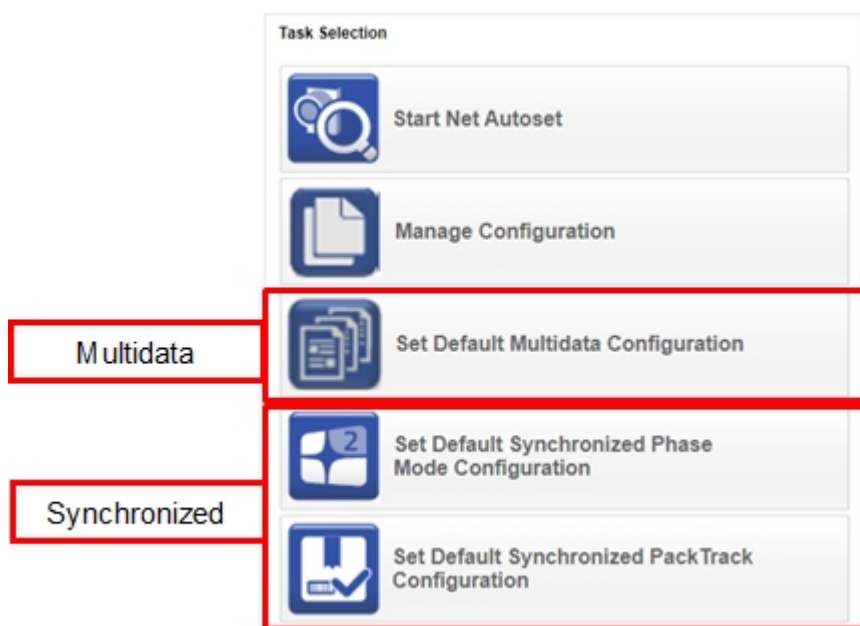 Task Selection
Start Net Autoset
Manage Configuration
Multidata
Set Default Multidata Configuration
2
Set Default Synchronized Phase
Mode Configuration
Synchronized
Set Default Synchronized PackTrack
Configuration